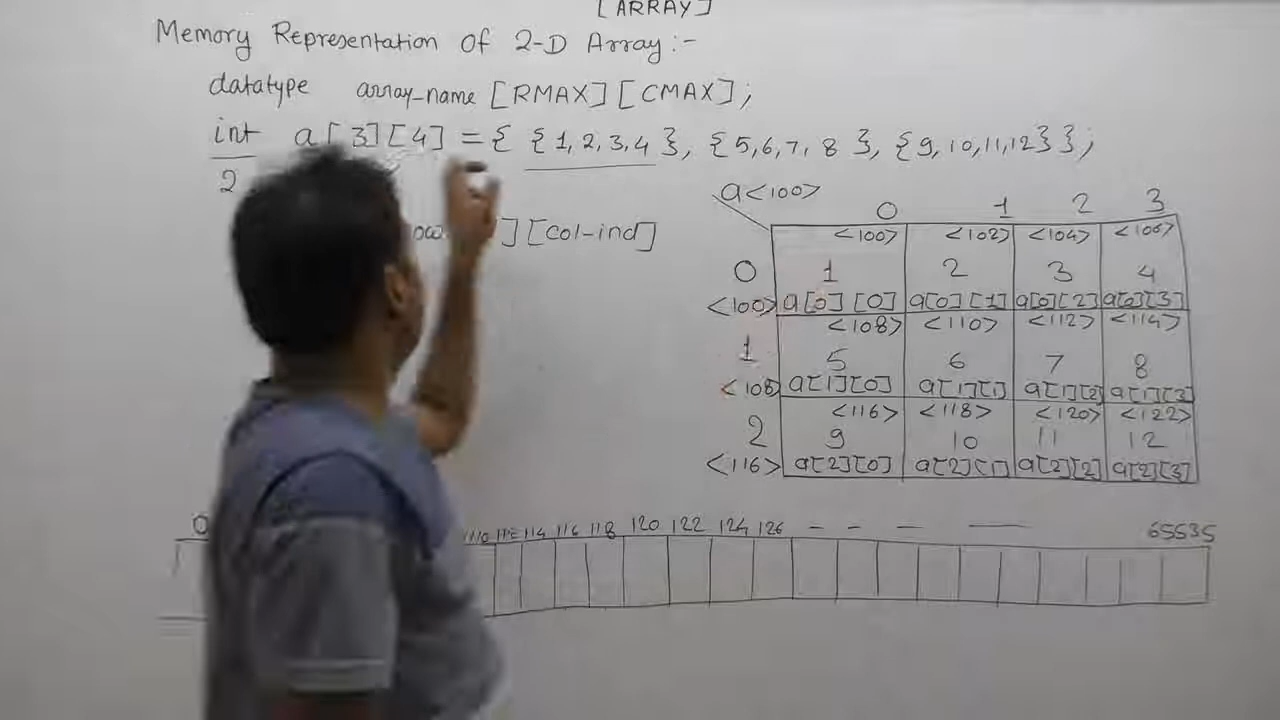 [ARRAY]
Memory Representation Of 2-D Array:-
datatype array-name [RMAX][CMAX];
int a[3][4] = { {1,2,3,4}, {5,6,7,8}, {9,10,11,12} };
2
][col-ind]
a<100>
0 1 2 3
<100> <102> <104> <106>
0 1 2 3 4
<100> a[0][0] a[0][1] a[0][2] a[0][3]
<108> <110> <112> <114>
1 5 6 7 8
<108> a[1][0] a[1][1] a[1][2] a[1][3]
<116> <118> <120> <122>
2 9 10 11 12
<116> a[2][0] a[2][1] a[2][2] a[2][3]
0 110 112 114 116 118 120 122 124 126 - - - — 65535